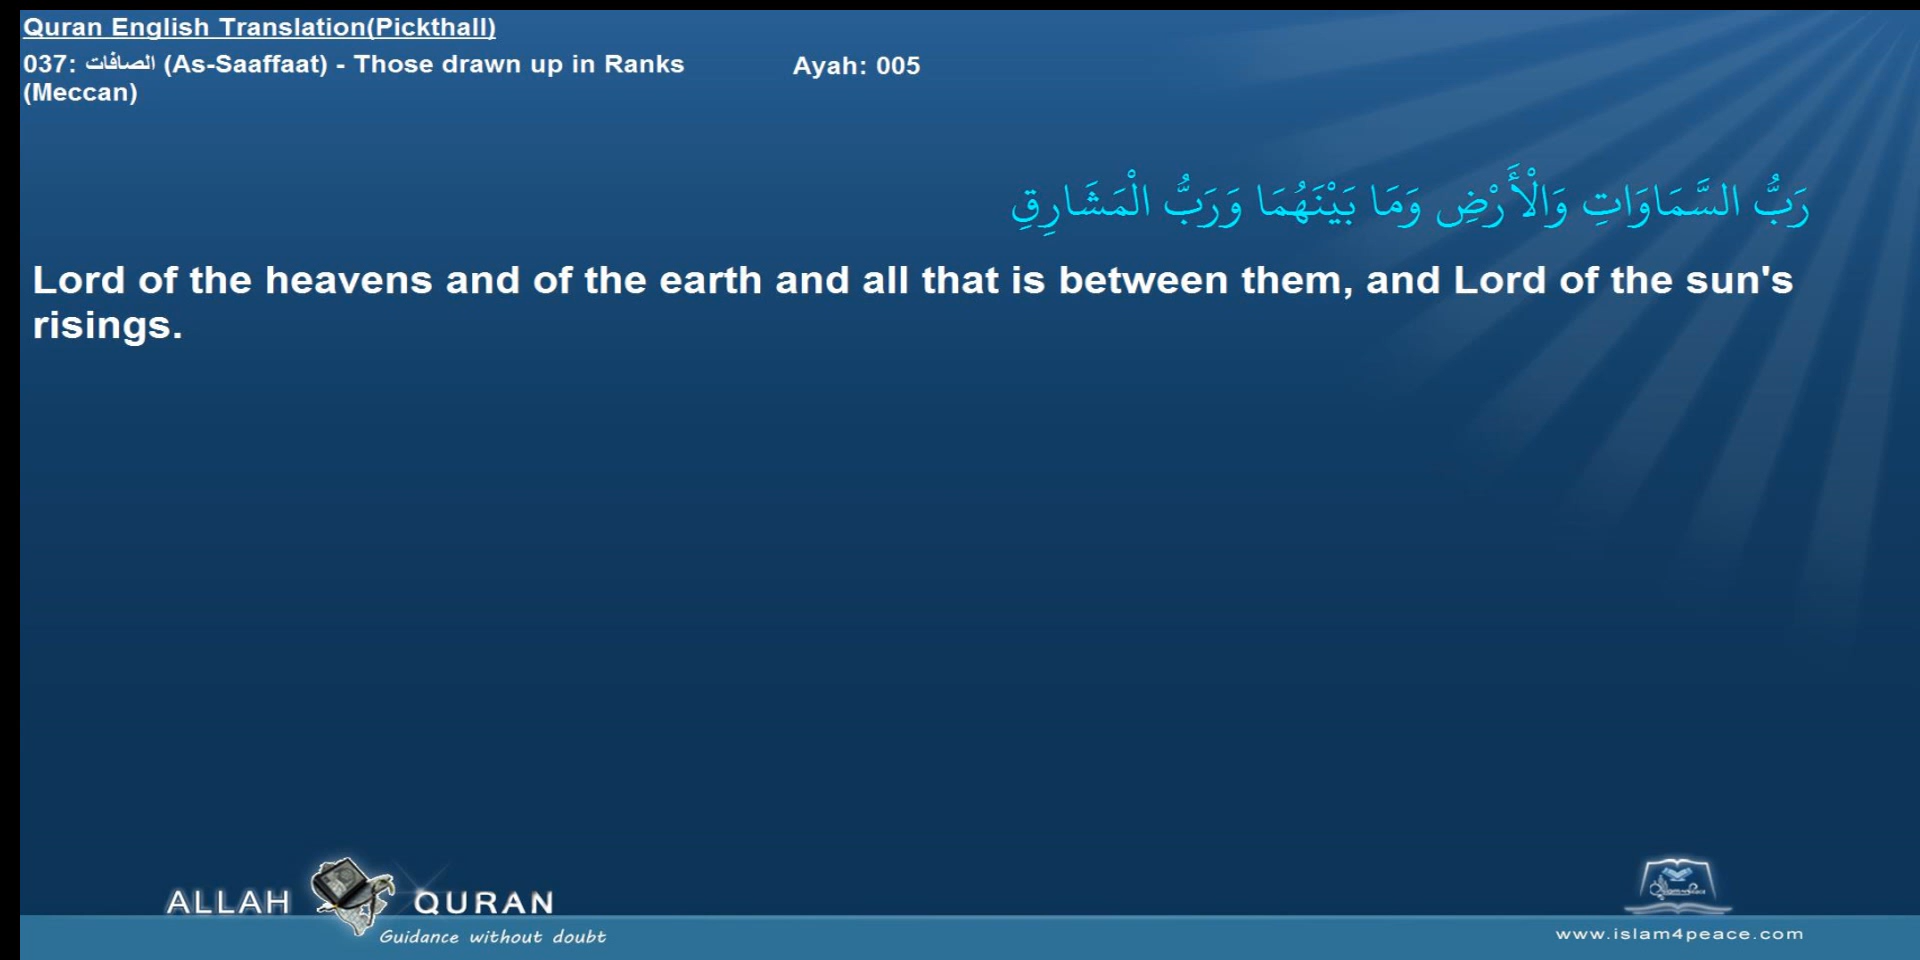 Quran English Translation(Pickthall)
037: الصافات (As-Saaffaat) - Those drawn up in Ranks
(Meccan)
Ayah: 005
رَبُّ السَّمَاوَاتِ وَالْأَرْضِ وَمَا بَيْنَهُمَا وَرَبُّ الْمَشَارِقِ
Lord of the heavens and of the earth and all that is between them, and Lord of the sun's
risings.
ALLAH QURAN
Guidance without doubt
www.islam4peace.com